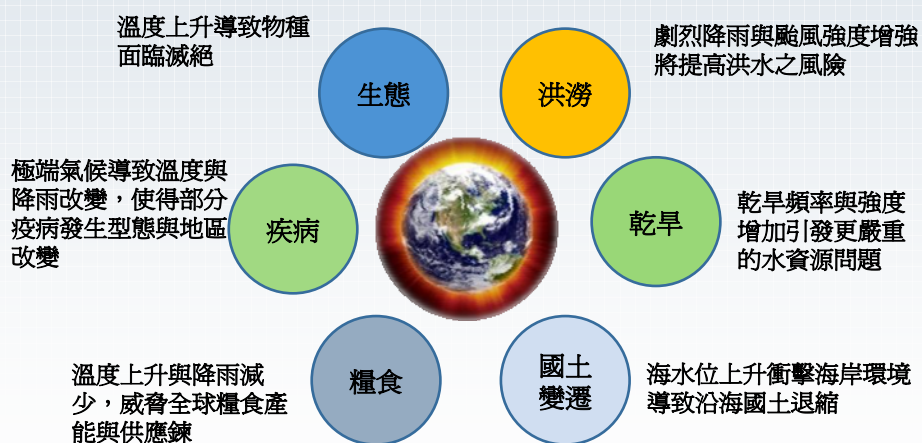 溫度上升導致物種
面臨滅絕
生態
洪澇
劇烈降雨與颱風強度增強
將提高洪水之風險
極端氣候導致溫度與
降雨改變，使得部分
疫病發生型態與地區
改變
疾病
乾旱
乾旱頻率與強度
增加引發更嚴重
的水資源問題
溫度上升與降雨減
少，威脅全球糧食產
能與供應鍊
糧食
國土
變遷
海水位上升衝擊海岸環境
導致沿海國土退縮